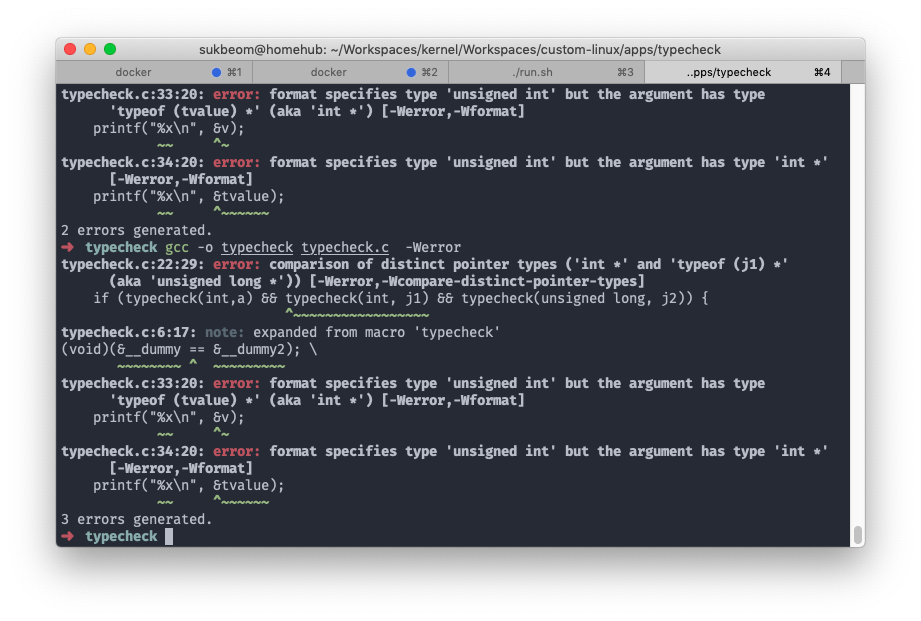 sukbeom@homehub: ~/Workspaces/kernel/Workspaces/custom-linux/apps/typecheck
docker ⌘1 docker ⌘2 ./run.sh ⌘3 ..pps/typecheck ⌘4
typecheck.c:33:20: error: format specifies type 'unsigned int' but the argument has type
      'typeof (tvalue) *' (aka 'int *') [-Werror,-Wformat]
    printf("%x\n", &v);
            ~~     ^~
typecheck.c:34:20: error: format specifies type 'unsigned int' but the argument has type 'int *'
      [-Werror,-Wformat]
    printf("%x\n", &tvalue);
            ~~     ^~~~~~~
2 errors generated.
➜  typecheck gcc -o typecheck typecheck.c  -Werror
typecheck.c:22:29: error: comparison of distinct pointer types ('int *' and 'typeof (j1) *'
      (aka 'unsigned long *')) [-Werror,-Wcompare-distinct-pointer-types]
    if (typecheck(int,a) && typecheck(int, j1) && typecheck(unsigned long, j2)) {
                            ^~~~~~~~~~~~~~~~~~
typecheck.c:6:17: note: expanded from macro 'typecheck'
(void)(&__dummy == &__dummy2); \
       ~~~~~~~~ ^  ~~~~~~~~~
typecheck.c:33:20: error: format specifies type 'unsigned int' but the argument has type
      'typeof (tvalue) *' (aka 'int *') [-Werror,-Wformat]
    printf("%x\n", &v);
            ~~     ^~
typecheck.c:34:20: error: format specifies type 'unsigned int' but the argument has type 'int *'
      [-Werror,-Wformat]
    printf("%x\n", &tvalue);
            ~~     ^~~~~~~
3 errors generated.
➜  typecheck